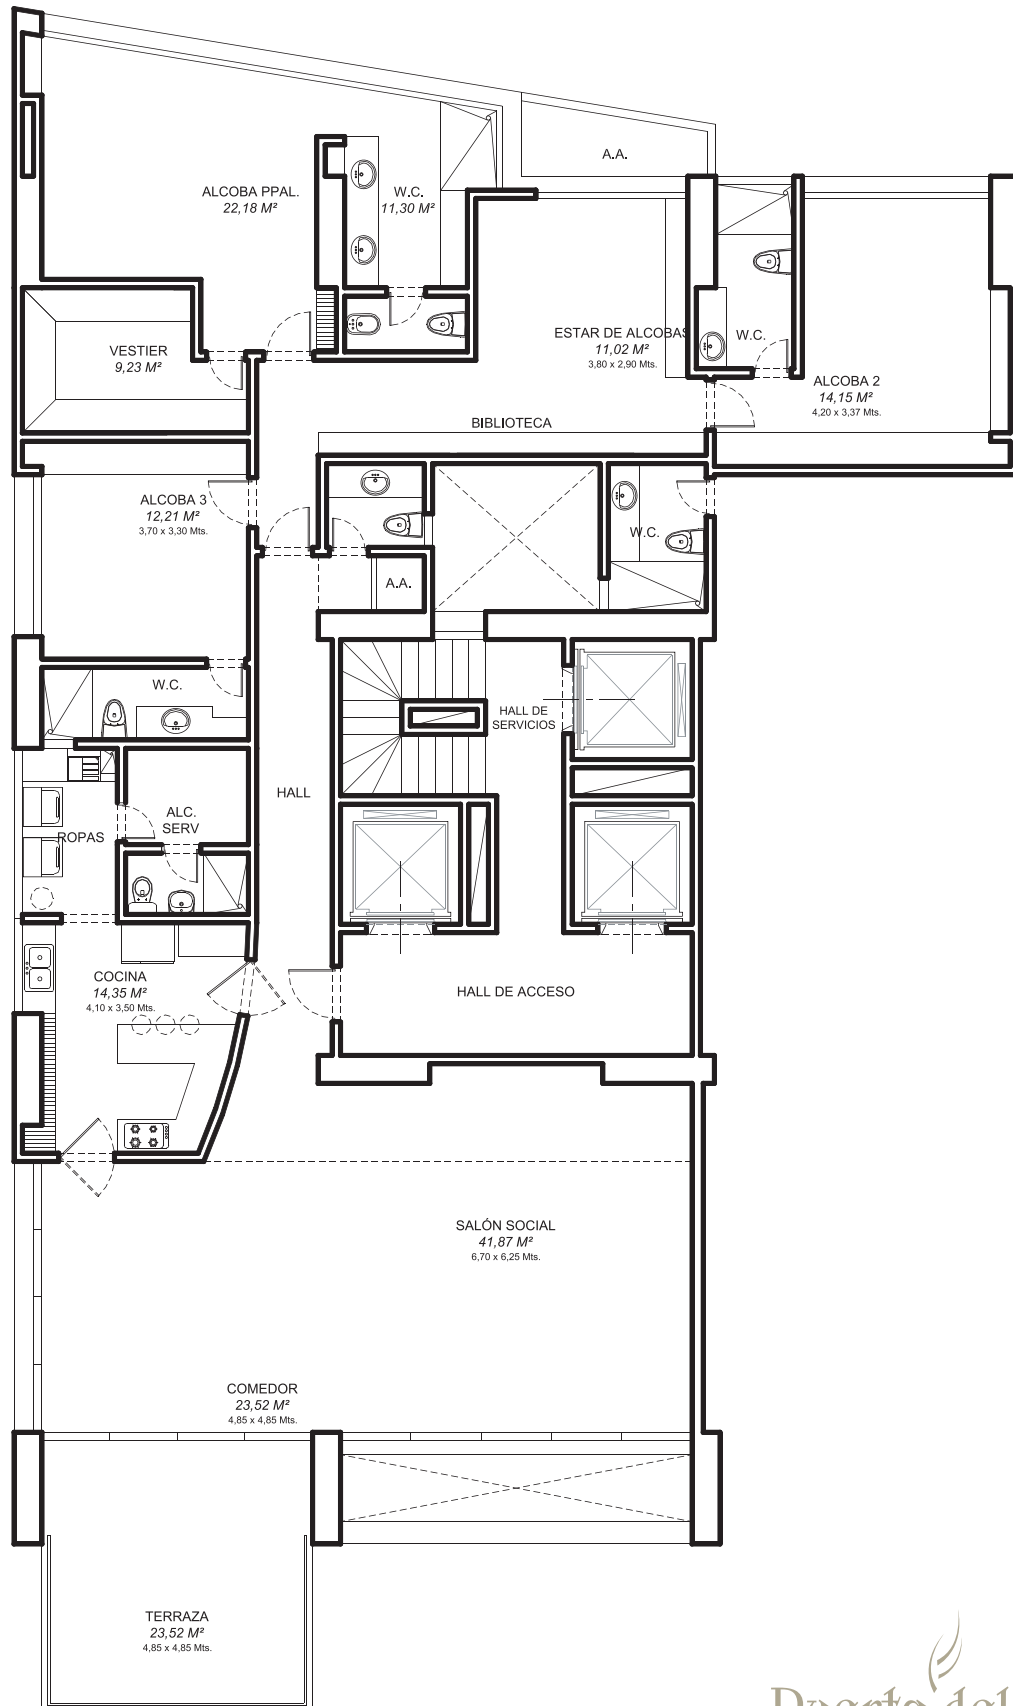 A.A.
ALCOBA PPAL.
22,18 M²
W.C.
11,30 M²
ESTAR DE ALCOBAS
11,02 M²
3,80 x 2,90 Mts.
W.C.
VESTIER
9,23 M²
ALCOBA 2
14,15 M²
4,20 x 3,37 Mts.
BIBLIOTECA
ALCOBA 3
12,21 M²
3,70 x 3,30 Mts.
W.C.
A.A.
W.C.
HALL DE
SERVICIOS
HALL
ALC.
SERV
ROPAS
COCINA
14,35 M²
4,10 x 3,50 Mts.
HALL DE ACCESO
SALÓN SOCIAL
41,87 M²
6,70 x 6,25 Mts.
COMEDOR
23,52 M²
4,85 x 4,85 Mts.
TERRAZA
23,52 M²
4,85 x 4,85 Mts.